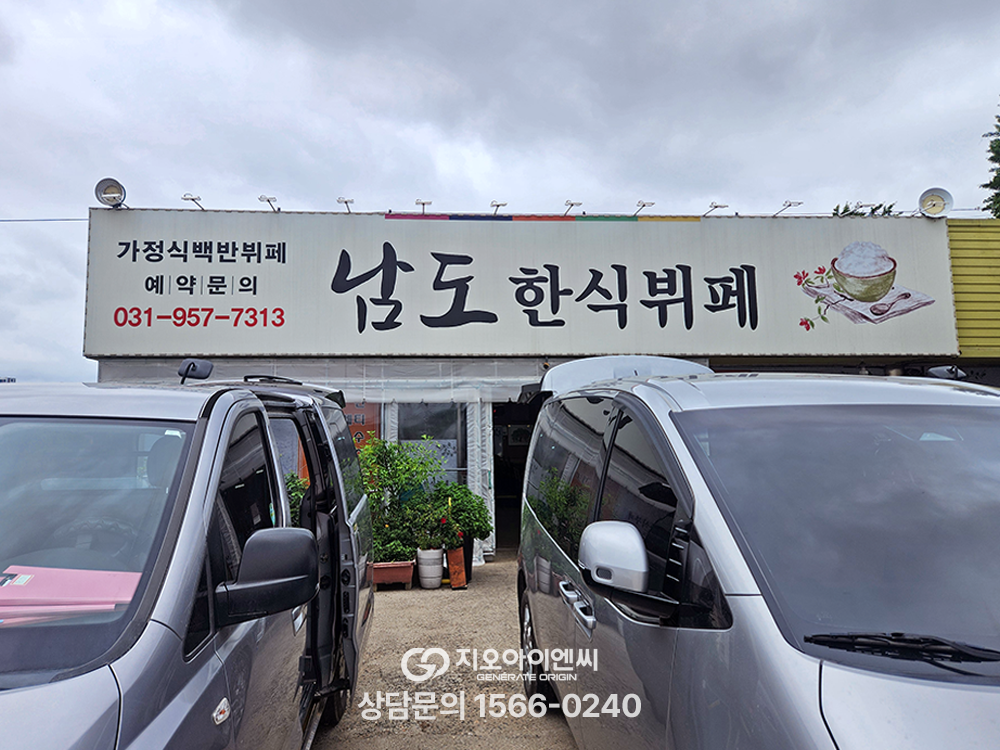 가정식백반뷔페
예|약|문|의
031-957-7313
남도 한식뷔페
지오아이엔씨
GENERATE ORIGIN
상담문의 1566-0240